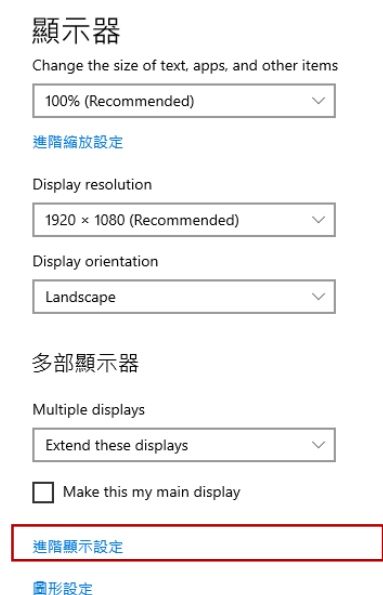 顯示器
Change the size of text, apps, and other items
100% (Recommended)
進階縮放設定
Display resolution
1920 × 1080 (Recommended)
Display orientation
Landscape
多部顯示器
Multiple displays
Extend these displays
Make this my main display
進階顯示設定
圖形設定